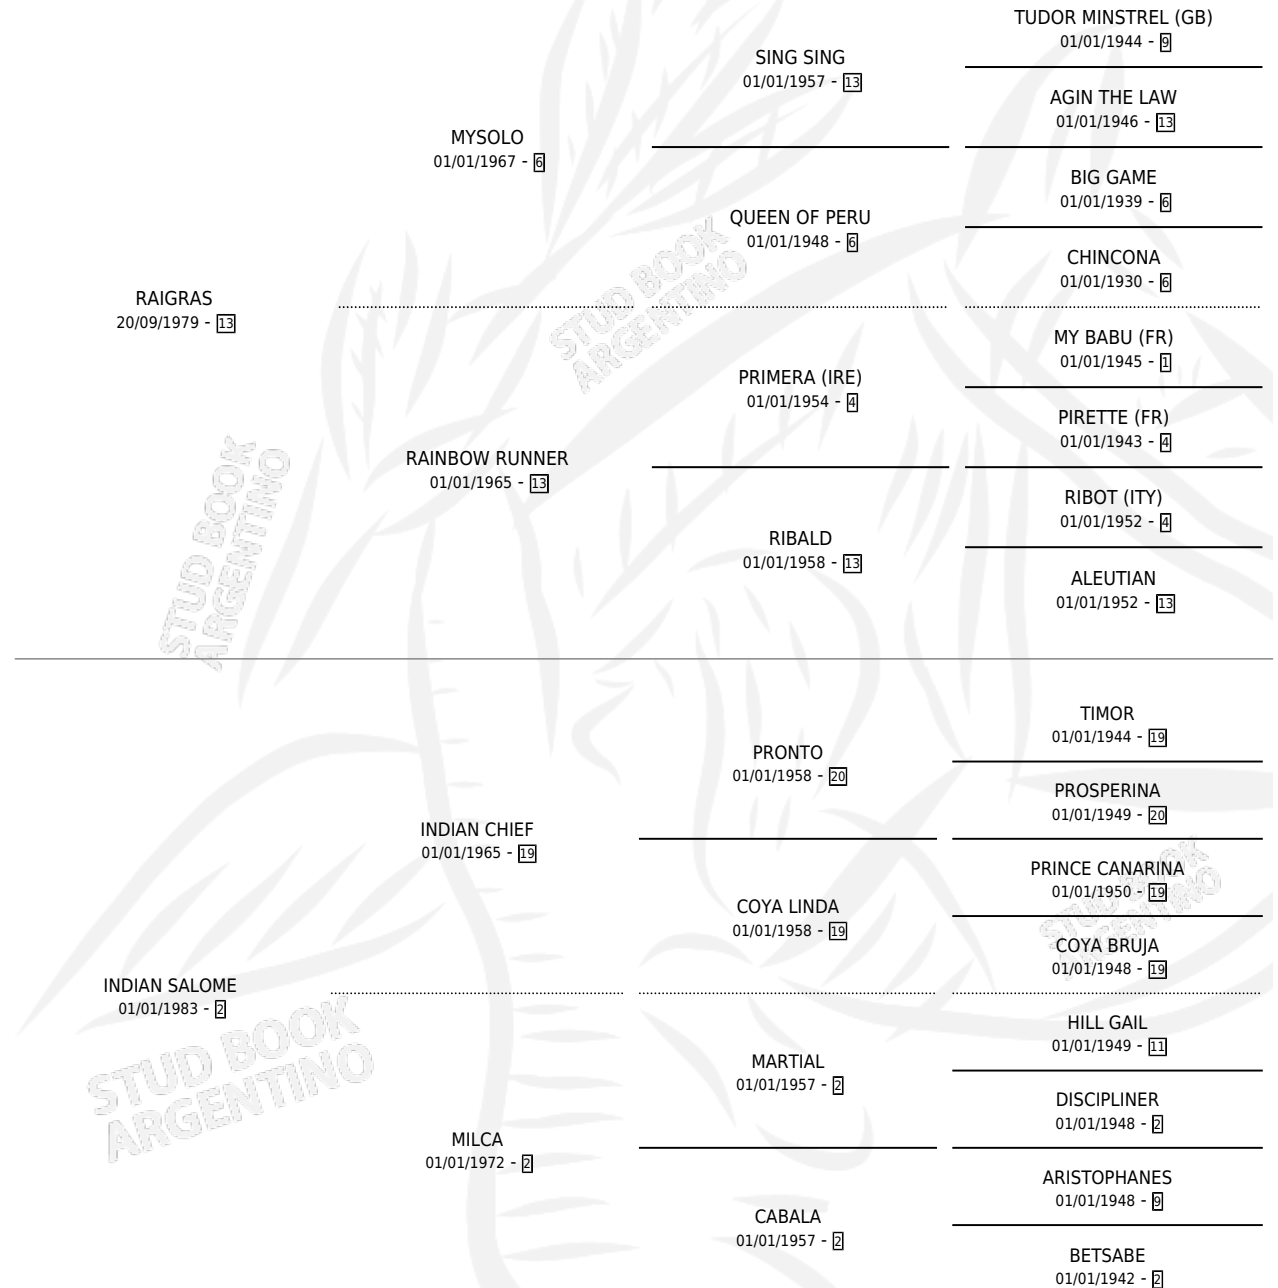 TUDOR MINSTREL (GB)
01/01/1944 - 9
SING SING
01/01/1957 - 13
AGIN THE LAW
01/01/1946 - 13
MYSOLO
01/01/1967 - 6
BIG GAME
01/01/1939 - 6
QUEEN OF PERU
01/01/1948 - 6
CHINCONA
01/01/1930 - 6
RAIGRAS
20/09/1979 - 13
MY BABU (FR)
01/01/1945 - 1
PRIMERA (IRE)
01/01/1954 - 4
PIRETTE (FR)
01/01/1943 - 4
RAINBOW RUNNER
01/01/1965 - 13
RIBOT (ITY)
01/01/1952 - 4
RIBALD
01/01/1958 - 13
ALEUTIAN
01/01/1952 - 13
TIMOR
01/01/1944 - 19
PRONTO
01/01/1958 - 20
PROSPERINA
01/01/1949 - 20
INDIAN CHIEF
01/01/1965 - 19
PRINCE CANARINA
01/01/1950 - 19
COYA LINDA
01/01/1958 - 19
COYA BRUJA
01/01/1948 - 19
INDIAN SALOME
01/01/1983 - 2
HILL GAIL
01/01/1949 - 11
MARTIAL
01/01/1957 - 2
DISCIPLINER
01/01/1948 - 2
MILCA
01/01/1972 - 2
ARISTOPHANES
01/01/1948 - 9
CABALA
01/01/1957 - 2
BETSABE
01/01/1942 - 2
STUD BOOK
ARGENTINO
STUD BOOK
ARGENTINO
STUD BOOK
ARGENTINO
STUD BOOK
ARGENTINO